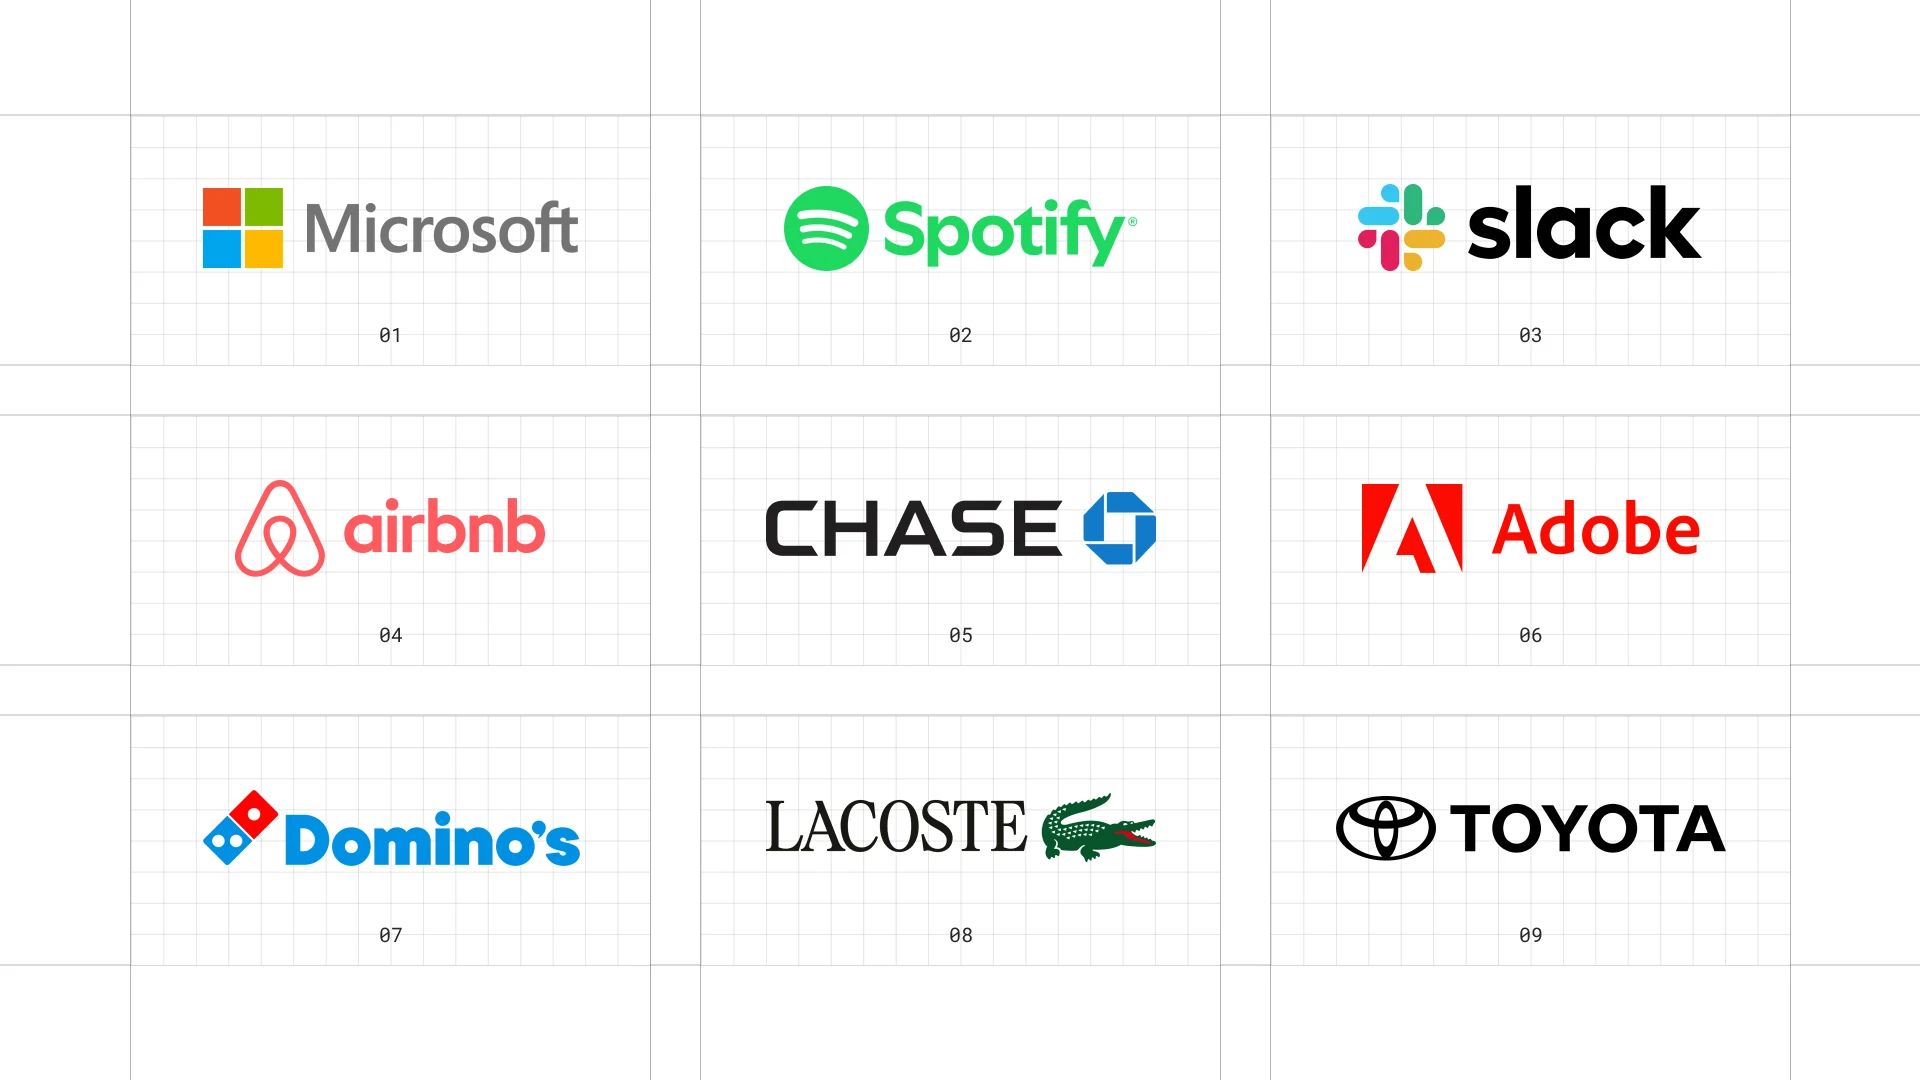 Microsoft
01
Spotify®
02
slack
03
airbnb
04
CHASE
05
Adobe
06
Domino's
07
LACOSTE
08
TOYOTA
09